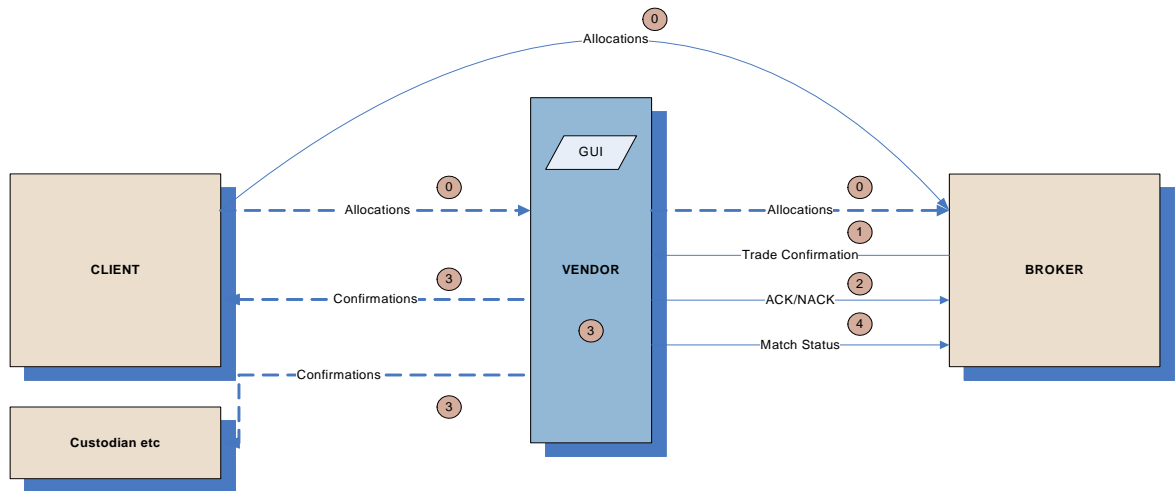 0
Allocations
GUI
0
0
Allocations
Allocations
1
Trade Confirmation
CLIENT
VENDOR
BROKER
3
2
Confirmations
ACK/NACK
3
4
Match Status
Confirmations
3
Custodian etc